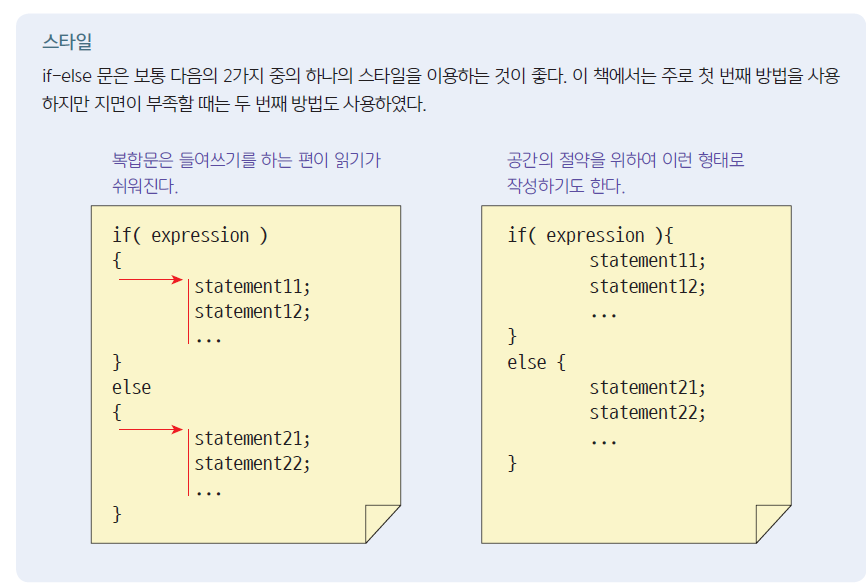 스타일
if-else 문은 보통 다음의 2가지 중의 하나의 스타일을 이용하는 것이 좋다. 이 책에서는 주로 첫 번째 방법을 사용
하지만 지면이 부족할 때는 두 번째 방법도 사용하였다.
복합문은 들여쓰기를 하는 편이 읽기가
쉬워진다.
if( expression )
{
statement11;
statement12;
...
}
else
{
statement21;
statement22;
...
}
공간의 절약을 위하여 이런 형태로
작성하기도 한다.
if( expression ){
statement11;
statement12;
...
}
else {
statement21;
statement22;
...
}